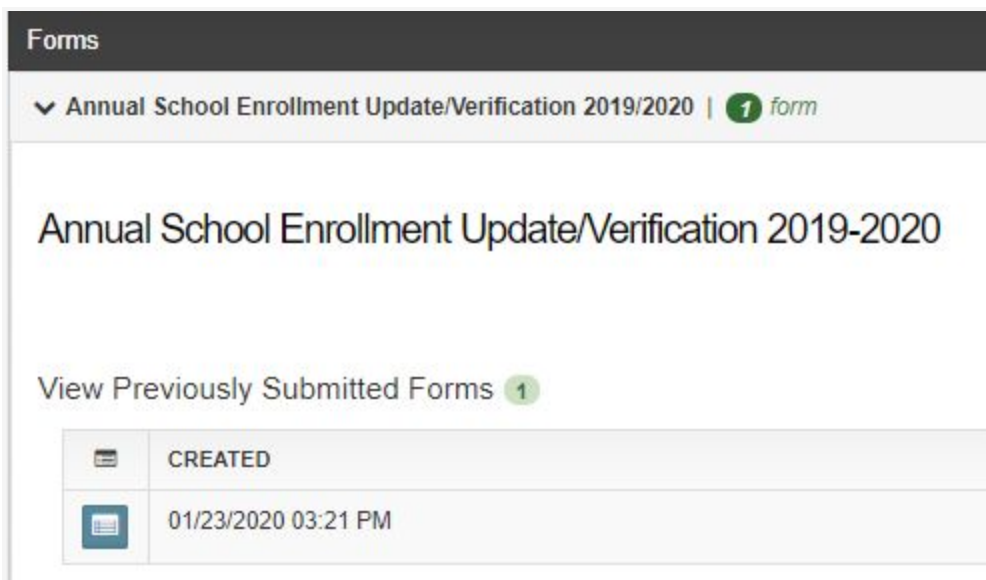 Forms
Annual School Enrollment Update/Verification 2019/2020 | 1 form
Annual School Enrollment Update/Verification 2019-2020
View Previously Submitted Forms 1
CREATED
01/23/2020 03:21 PM